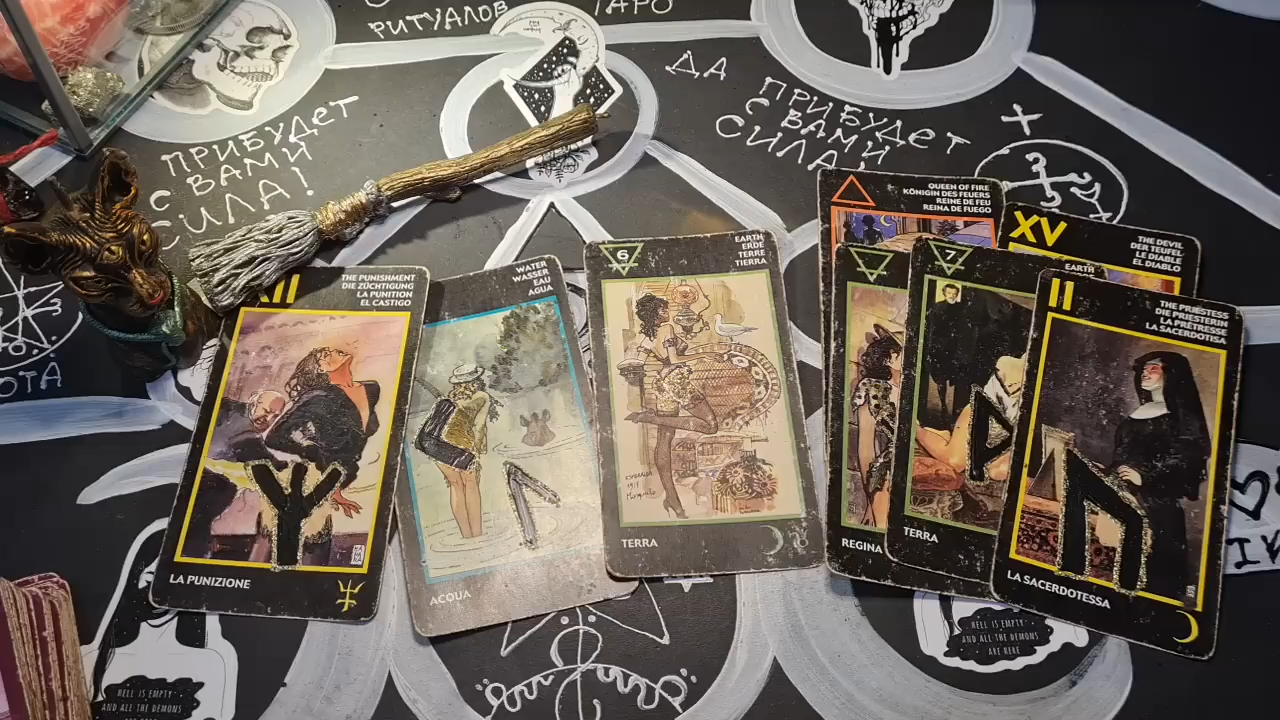 РИТУАЛОВ
ТАРО
ПРИБУДЕТ
С ВАМИ
СИЛА!
ДА
ПРИБУДЕТ
С ВАМИ
СИЛА
QUEEN OF FIRE
KÖNIGIN DES FEUERS
REINE DE FEU
REINA DE FUEGO
XV
THE DEVIL
DER TEUFEL
LE DIABLE
EL DIABLO
THE PUNISHMENT
DIE ZÜCHTIGUNG
LA PUNITION
EL CASTIGO
LA PUNIZIONE
WATER
WASSER
EAU
AGUA
ACQUA
6
EARTH
ERDE
TERRE
TIERRA
TERRA
REGINA
7
EARTH
TERRA
II
THE PRIESTESS
DIE PRIESTERIN
LA PRÊTRESSE
LA SACERDOTISA
LA SACERDOTESSA
HELL IS EMPTY
AND ALL THE DEMONS
ARE HERE
HELL IS EMPTY
AND ALL THE DEMONS